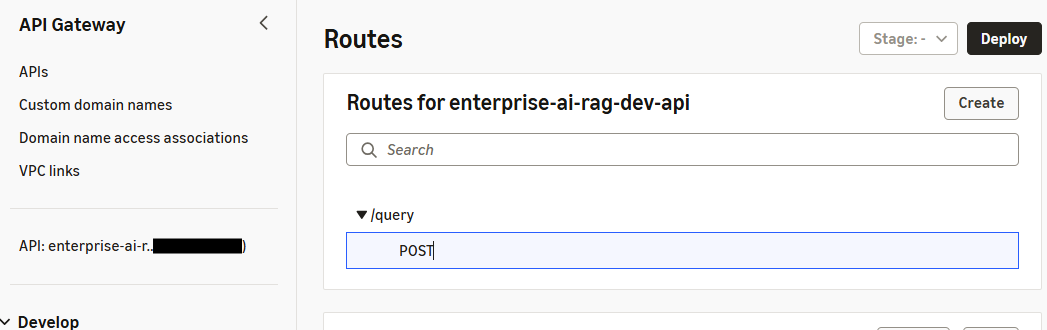 API Gateway
APIs
Custom domain names
Domain name access associations
VPC links
API: enterprise-ai-r.. )
Develop
Routes
Stage: -
Deploy
Routes for enterprise-ai-rag-dev-api
Create
Search
/query
POST